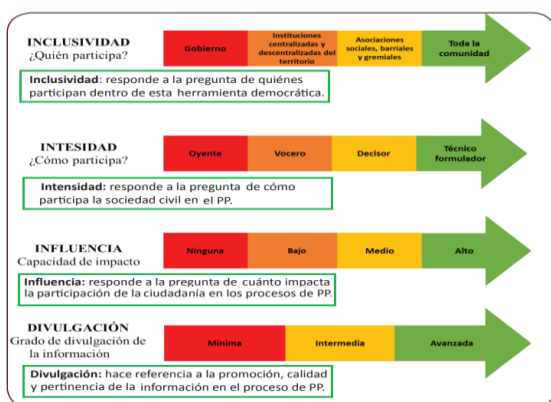 INCLUSIVIDAD
¿Quién participa?
Gobierno
Instituciones
centralizadas y
descentralizadas del
territorio
Asociaciones
sociales, barriales
y gremiales
Toda la
comunidad
Inclusividad: responde a la pregunta de quiénes
participan dentro de esta herramienta democrática.
INTESIDAD
¿Cómo participa?
Oyente
Vocero
Decisor
Técnico
formulador
Intensidad: responde a la pregunta de cómo
participa la sociedad civil en el PP.
INFLUENCIA
Capacidad de impacto
Ninguna
Bajo
Medio
Alto
Influencia: responde a la pregunta de cuánto impacta
la participación de la ciudadanía en los procesos de PP.
DIVULGACIÓN
Grado de divulgación de
la información
Mínima
Intermedia
Avanzada
Divulgación: hace referencia a la promoción, calidad
y pertinencia de la información en el proceso de PP.